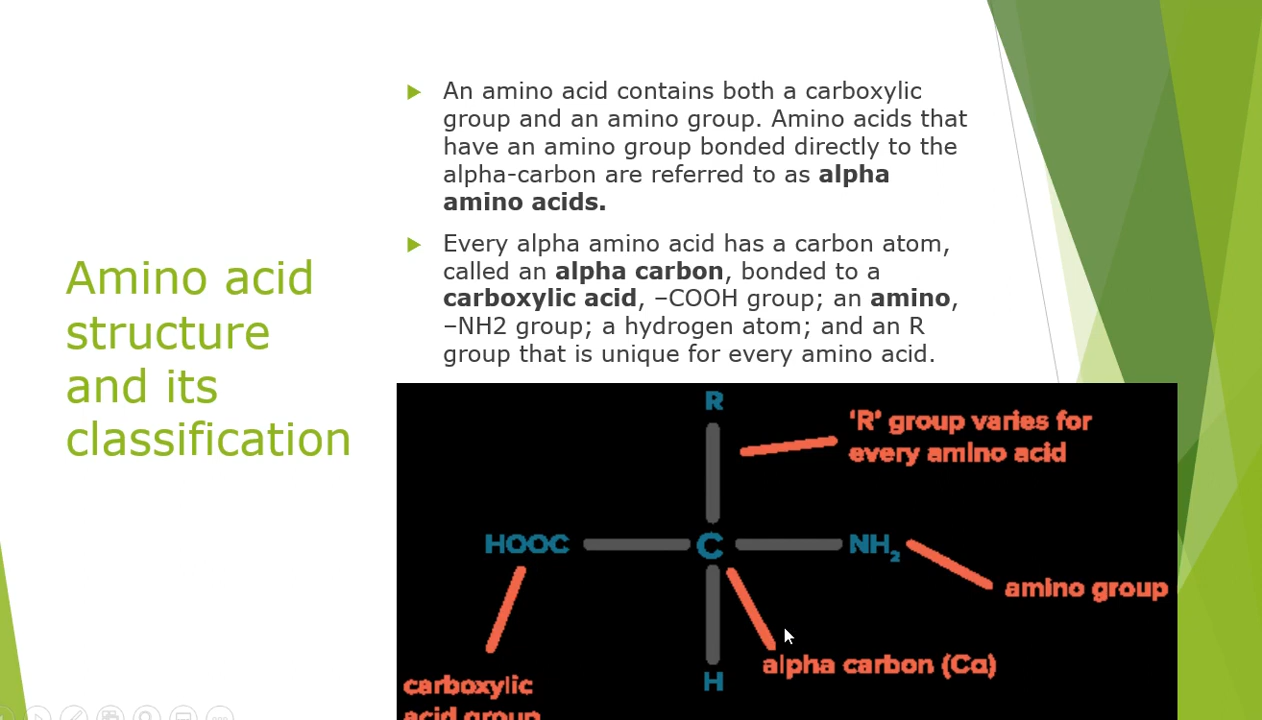 Amino acid
structure
and its
classification
An amino acid contains both a carboxylic
group and an amino group. Amino acids that
have an amino group bonded directly to the
alpha-carbon are referred to as alpha
amino acids.
Every alpha amino acid has a carbon atom,
called an alpha carbon, bonded to a
carboxylic acid, –COOH group; an amino,
–NH2 group; a hydrogen atom; and an R
group that is unique for every amino acid.
R
'R' group varies for
every amino acid
HOOC C NH2
amino group
alpha carbon (Cα)
H
carboxylic
acid group